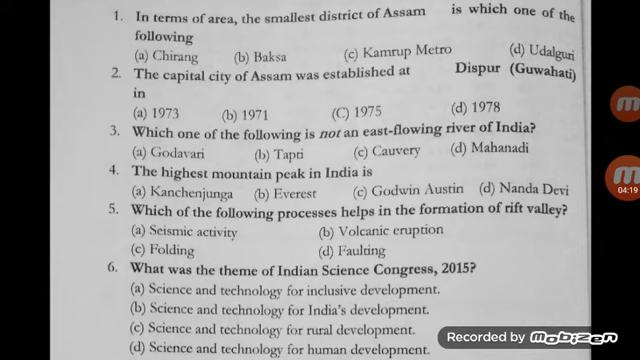 1. In terms of area, the smallest district of Assam is which one of the
following
(a) Chirang (b) Baksa (c) Kamrup Metro (d) Udalguri
2. The capital city of Assam was established at Dispur (Guwahati)
in
(a) 1973 (b) 1971 (C) 1975 (d) 1978
3. Which one of the following is not an east-flowing river of India?
(a) Godavari (b) Tapti (c) Cauvery (d) Mahanadi
4. The highest mountain peak in India is
(a) Kanchenjunga (b) Everest (c) Godwin Austin (d) Nanda Devi
5. Which of the following processes helps in the formation of rift valley?
(a) Seismic activity (b) Volcanic eruption
(c) Folding (d) Faulting
6. What was the theme of Indian Science Congress, 2015?
(a) Science and technology for inclusive development.
(b) Science and technology for India's development.
(c) Science and technology for rural development.
(d) Science and technology for human development.
04:19
Recorded by Mobizen